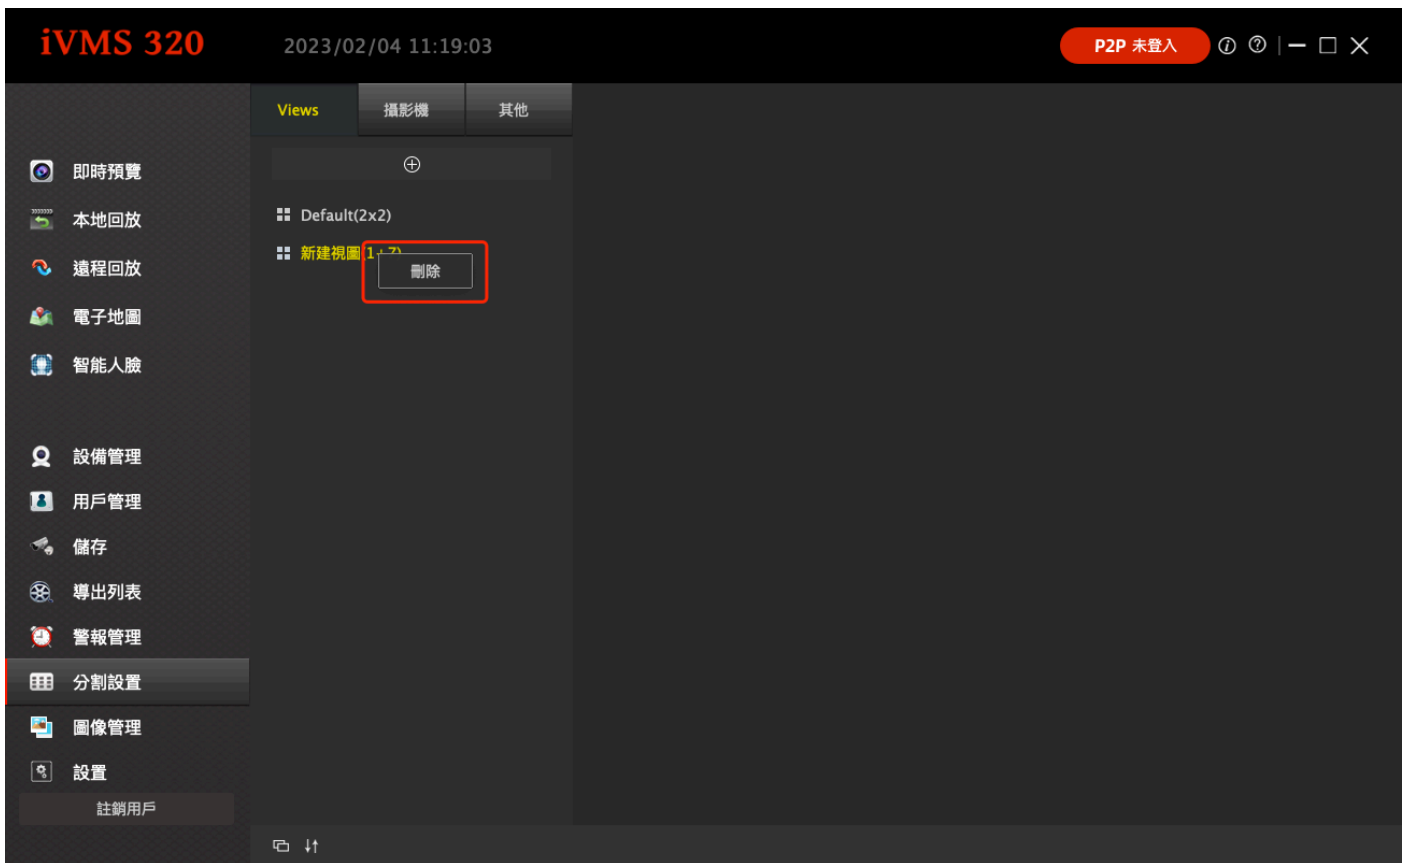 iVMS 320
2023/02/04 11:19:03
P2P 未登入
Views
攝影機
其他
即時預覽
本地回放
遠程回放
電子地圖
智能人臉
設備管理
用戶管理
儲存
導出列表
警報管理
分割設置
圖像管理
設置
註銷用戶
Default(2x2)
新建視圖(1+7)
刪除